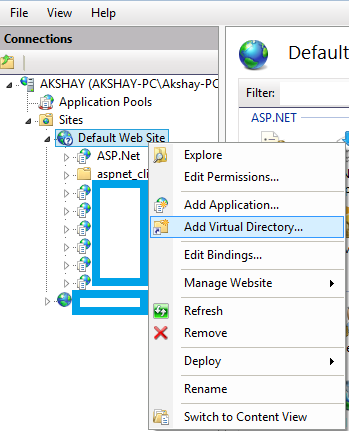 File View Help
Connections
Default
AKSHAY (AKSHAY-PC\Akshay-PC
Application Pools
Filter:
Sites
ASP.NET
Default Web Site
ASP.Net
Explore
aspnet_cli
Edit Permissions...
Add Application...
Add Virtual Directory...
Edit Bindings...
Manage Website
Refresh
Remove
Deploy
Rename
Switch to Content View